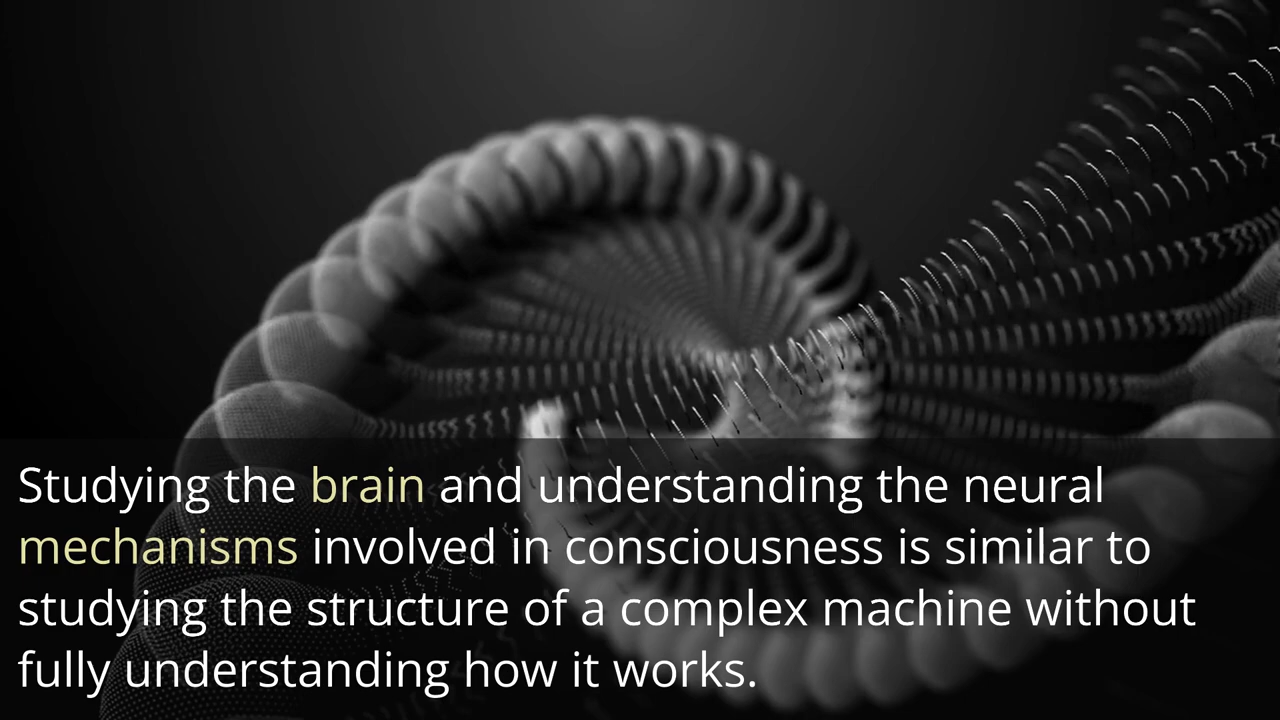 Studying the brain and understanding the neural
mechanisms involved in consciousness is similar to
studying the structure of a complex machine without
fully understanding how it works.